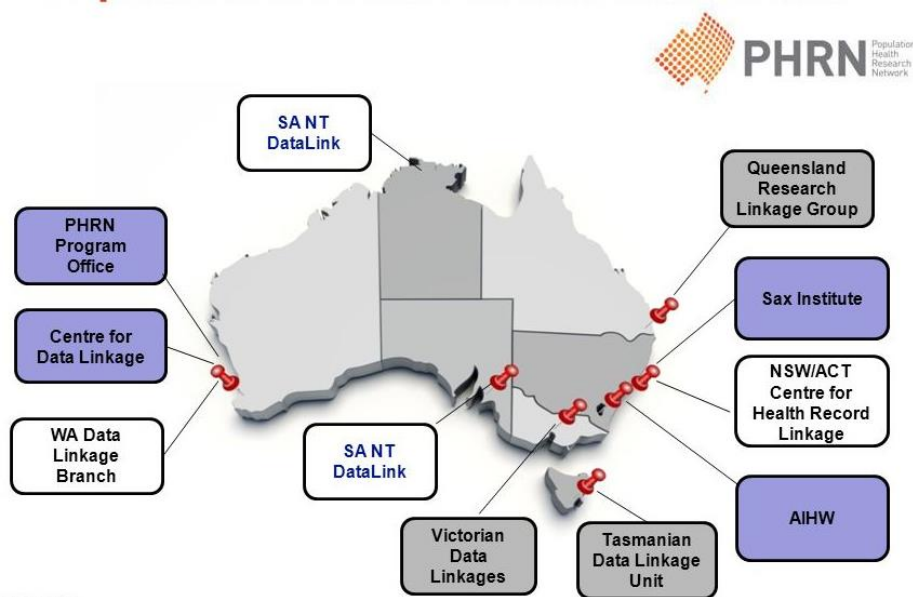 PHRN
Population
Health
Research
Network
SA NT
DataLink
Queensland
Research
Linkage Group
PHRN
Program
Office
Sax Institute
Centre for
Data Linkage
NSW/ACT
Centre for
Health Record
Linkage
WA Data
Linkage
Branch
SA NT
DataLink
AIHW
Victorian
Data
Linkages
Tasmanian
Data Linkage
Unit